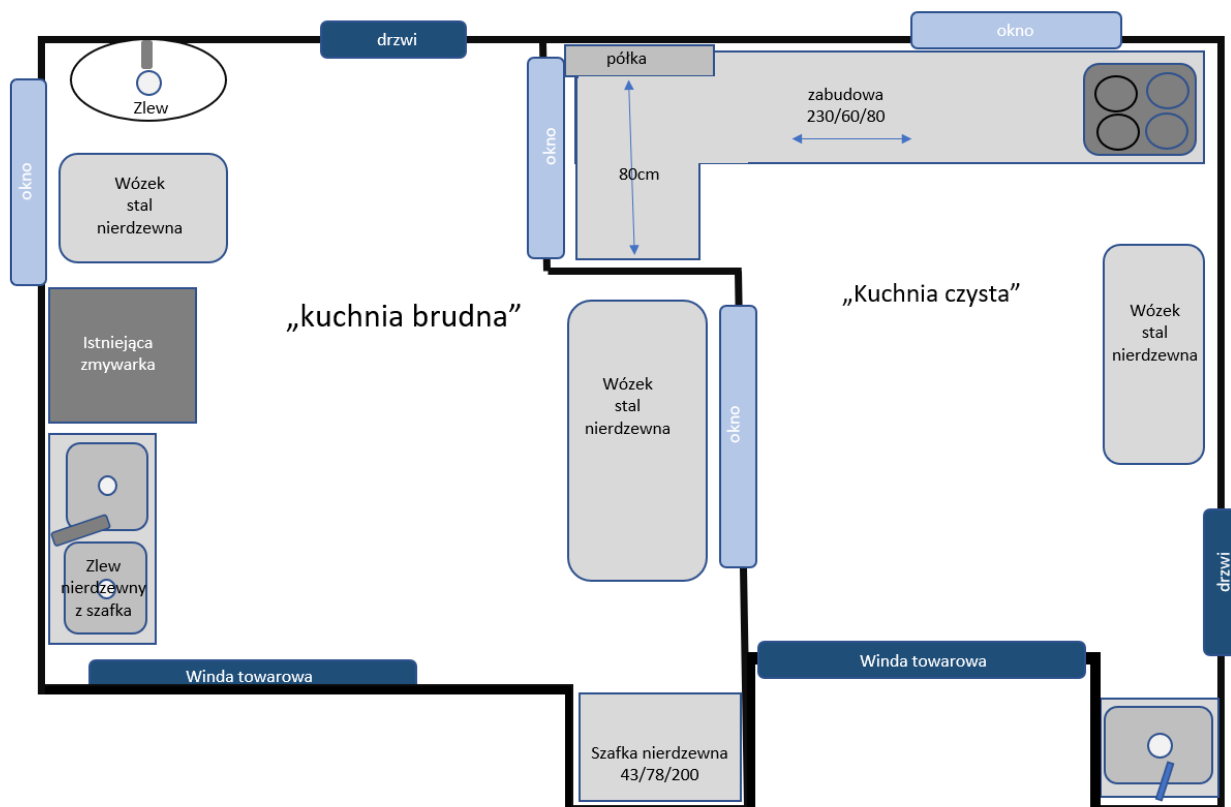 drzwi
okno
półka
zabudowa
230/60/80
Zlew
okno
okno
80cm
Wózek
stal
nierdzewna
„kuchnia brudna”
„Kuchnia czysta”
Istniejąca
zmywarka
Wózek
stal
nierdzewna
Wózek
stal
nierdzewna
okno
Zlew
nierdzewny
z szafka
drzwi
Winda towarowa
Winda towarowa
Szafka nierdzewna
43/78/200